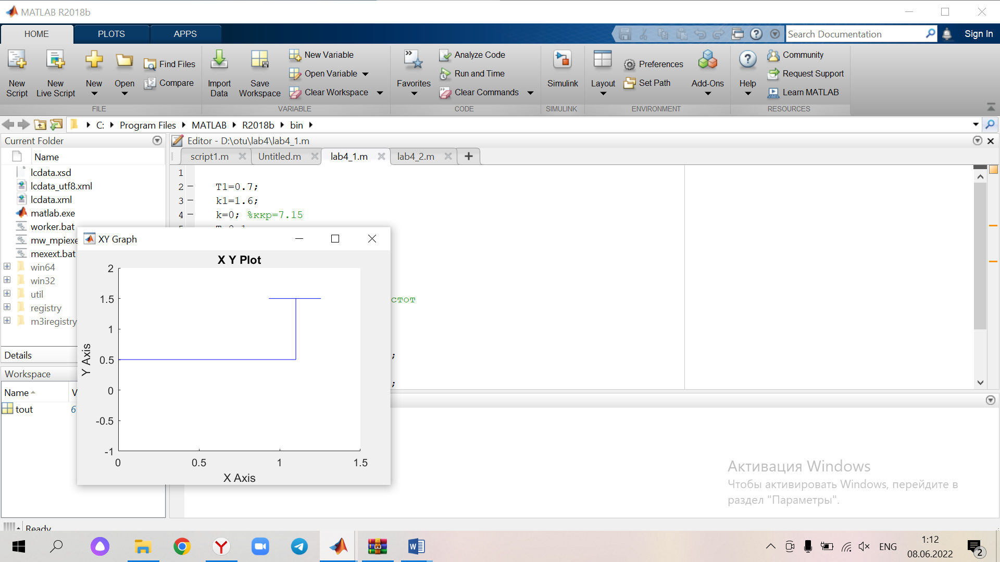 MATLAB R2018b
HOME
PLOTS
APPS
Search Documentation
Sign In
New Script
New Live Script
New
Open
Find Files
Compare
Import Data
Save Workspace
New Variable
Open Variable
Clear Workspace
Favorites
Analyze Code
Run and Time
Clear Commands
Simulink
Layout
Preferences
Set Path
Add-Ons
Help
Community
Request Support
Learn MATLAB
FILE
VARIABLE
CODE
SIMULINK
ENVIRONMENT
RESOURCES
C: Program Files MATLAB R2018b bin
Current Folder
Name
lcdata.xsd
lcdata_utf8.xml
lcdata.xml
matlab.exe
worker.bat
mw_mpiexe
mexext.bat
win64
win32
util
registry
m3iregistry
Details
Workspace
Name
V
tout
6
Editor - D:\otu\lab4\lab4_1.m
script1.m
Untitled.m
lab4_1.m
lab4_2.m
1
2 T1=0.7;
3 k1=1.6;
4 k=0; %ккр=7.15
стот
;
;
XY Graph
X Y Plot
2
1.5
1
0.5
0
-0.5
-1
Y Axis
0
0.5
1
1.5
X Axis
Активация Windows
Чтобы активировать Windows, перейдите в
раздел "Параметры".
Ready
ENG
1:12
08.06.2022
2